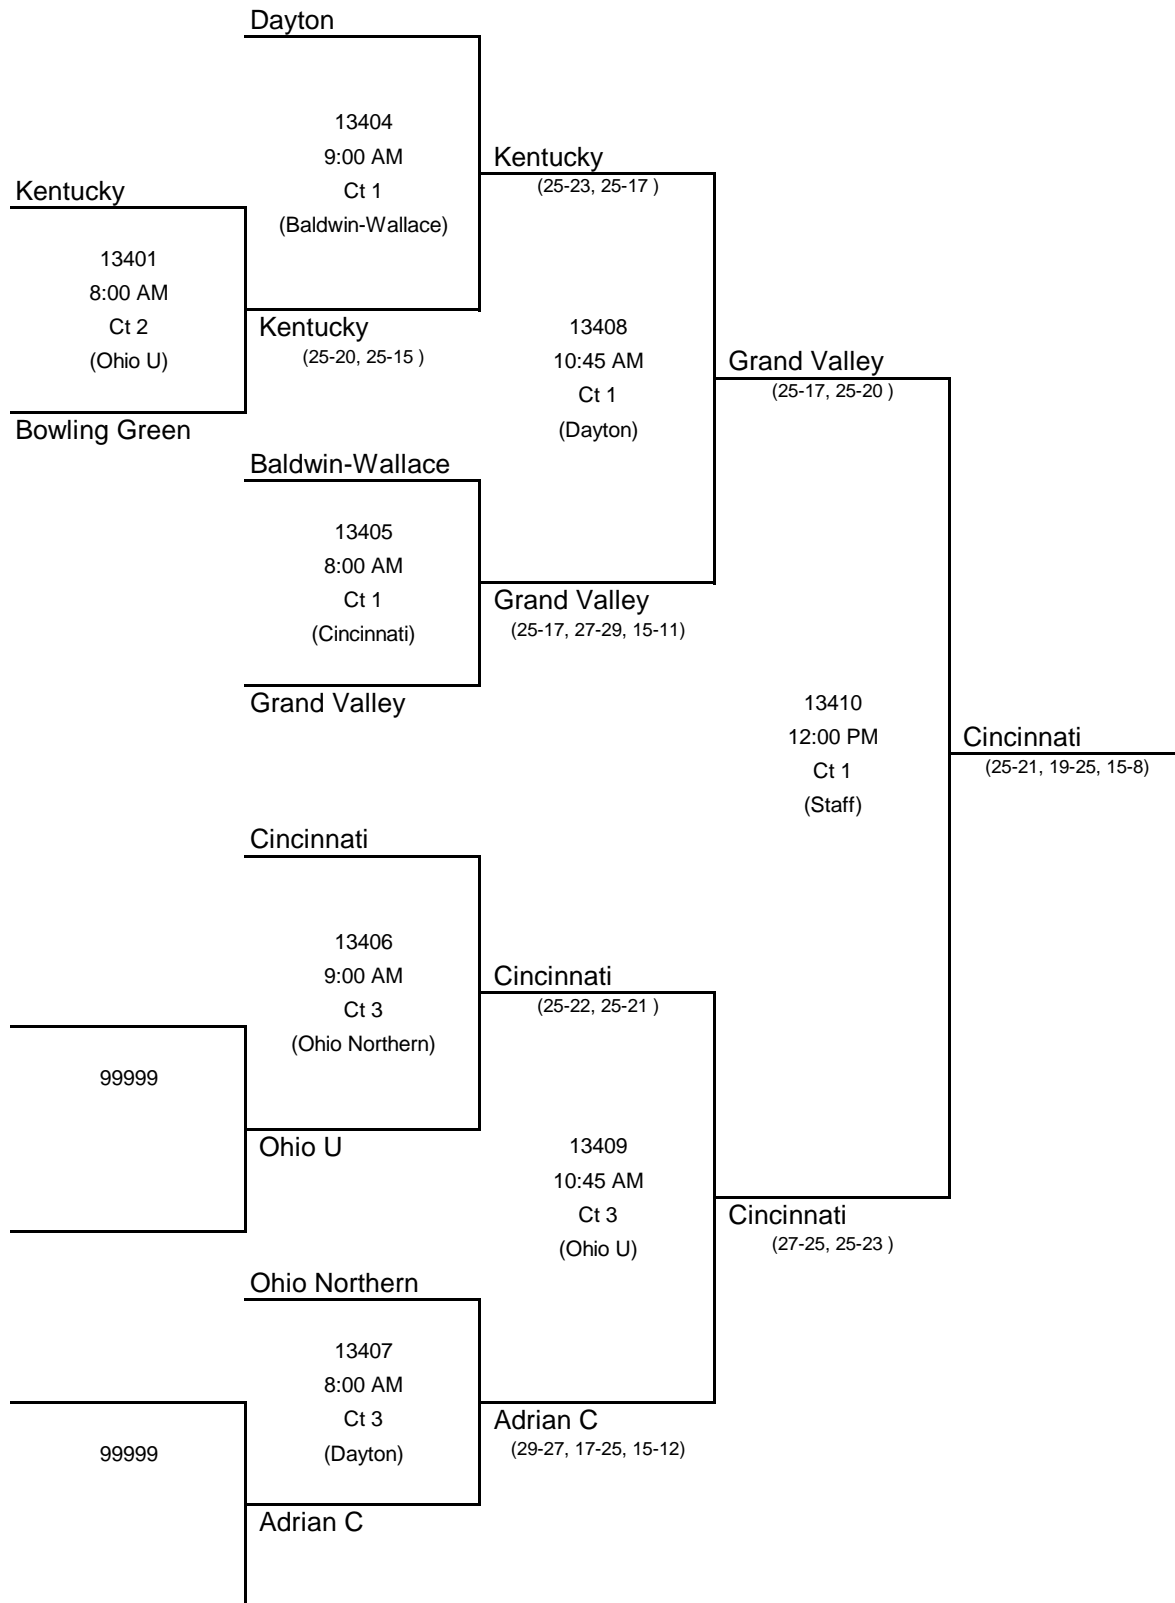 Dayton
13404
9:00 AM
Ct 1
(Baldwin-Wallace)
Kentucky
(25-23, 25-17 )
Kentucky
13401
8:00 AM
Ct 2
(Ohio U)
Kentucky
(25-20, 25-15 )
Bowling Green
13408
10:45 AM
Ct 1
(Dayton)
Grand Valley
(25-17, 25-20 )
Baldwin-Wallace
13405
8:00 AM
Ct 1
(Cincinnati)
Grand Valley
(25-17, 27-29, 15-11)
Grand Valley
13410
12:00 PM
Ct 1
(Staff)
Cincinnati
(25-21, 19-25, 15-8)
Cincinnati
13406
9:00 AM
Ct 3
(Ohio Northern)
Cincinnati
(25-22, 25-21 )
99999
Ohio U
13409
10:45 AM
Ct 3
(Ohio U)
Cincinnati
(27-25, 25-23 )
Ohio Northern
13407
8:00 AM
Ct 3
(Dayton)
Adrian C
(29-27, 17-25, 15-12)
99999
Adrian C